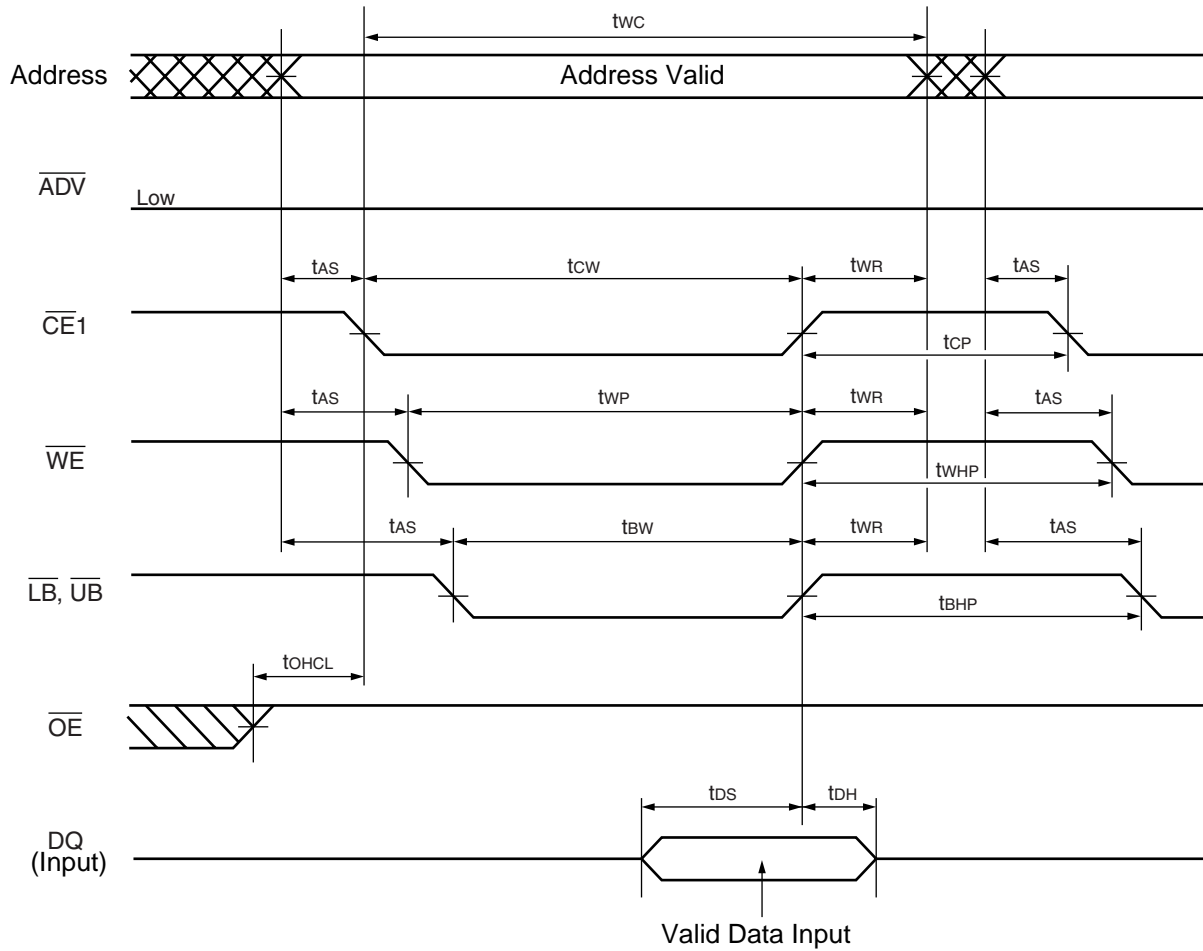 tWC
Address
Address Valid
ADV
Low
tAS
tCW
tWR
tAS
CE1
tCP
tAS
tWP
tWR
tAS
WE
tWHP
tAS
tBW
tWR
tAS
LB, UB
tBHP
tOHCL
OE
tDS
tDH
DQ
(Input)
Valid Data Input